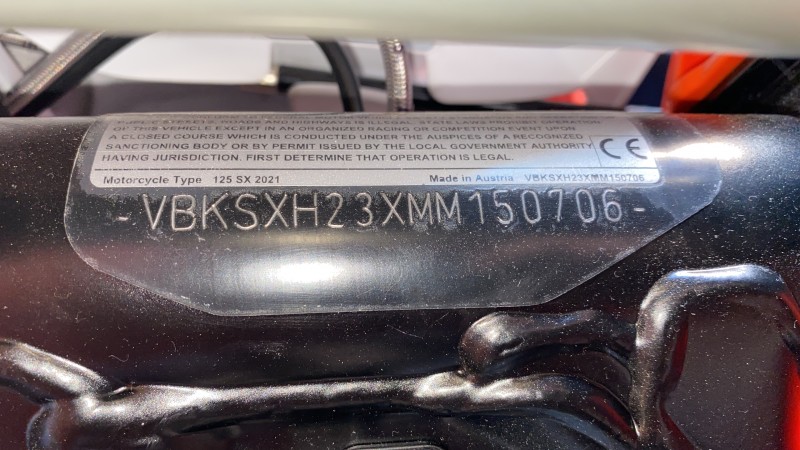 OF THIS VEHICLE EXCEPT IN AN ORGANIZED RACING OR COMPETITION EVENT UPON
A CLOSED COURSE WHICH IS CONDUCTED UNDER THE AUSPICES OF A RECOGNIZED
SANCTIONING BODY OR BY PERMIT ISSUED BY THE LOCAL GOVERNMENT AUTHORITY
HAVING JURISDICTION. FIRST DETERMINE THAT OPERATION IS LEGAL.
CE
Motorcycle Type 125 SX 2021 Made in Austria VBKSXH23XMM150706
-VBKSXH23XMM150706-